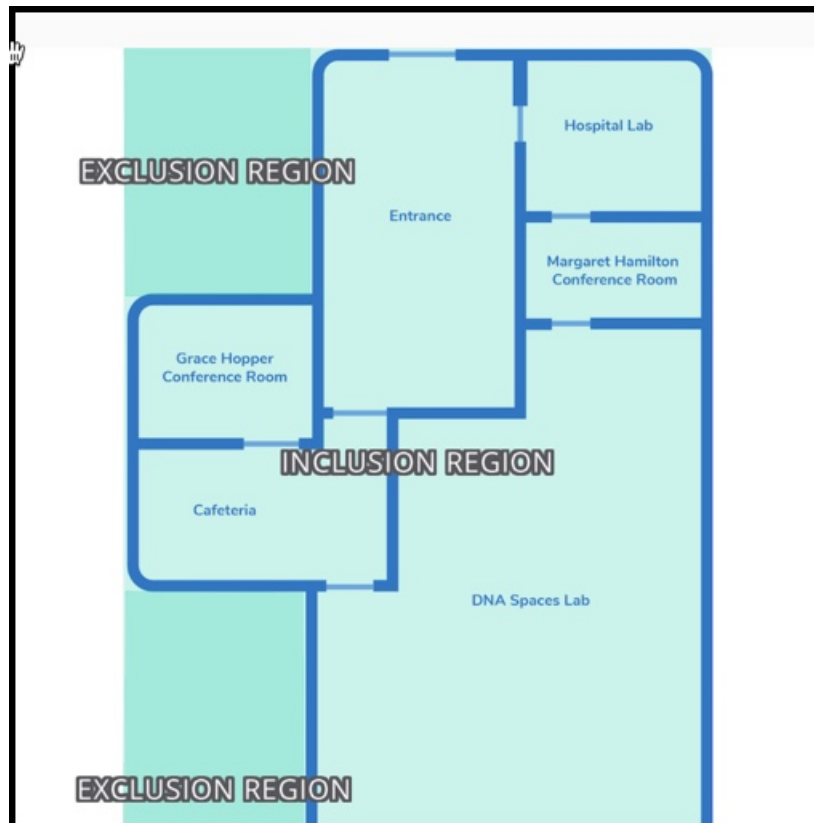 Hospital Lab
EXCLUSION REGION
Entrance
Margaret Hamilton
Conference Room
Grace Hopper
Conference Room
INCLUSION REGION
Cafeteria
DNA Spaces Lab
EXCLUSION REGION